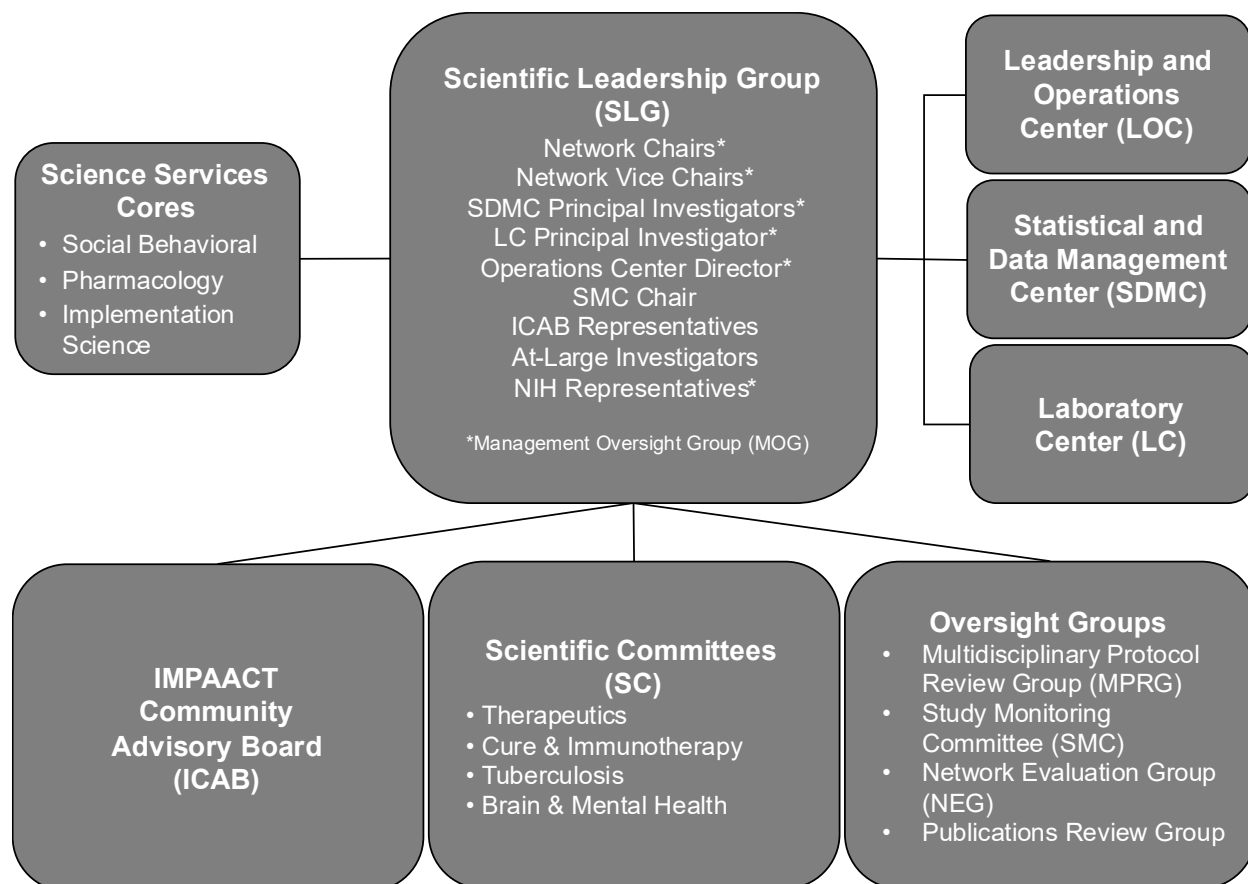 Scientific Leadership Group
(SLG)
Network Chairs*
Network Vice Chairs*
SDMC Principal Investigators*
LC Principal Investigator*
Operations Center Director*
SMC Chair
ICAB Representatives
At-Large Investigators
NIH Representatives*
*Management Oversight Group (MOG)
Science Services
Cores
• Social Behavioral
• Pharmacology
• Implementation
Science
Leadership and
Operations
Center (LOC)
Statistical and
Data Management
Center (SDMC)
Laboratory
Center (LC)
IMPAACT
Community
Advisory Board
(ICAB)
Scientific Committees
(SC)
• Therapeutics
• Cure & Immunotherapy
• Tuberculosis
• Brain & Mental Health
Oversight Groups
• Multidisciplinary Protocol
Review Group (MPRG)
• Study Monitoring
Committee (SMC)
• Network Evaluation Group
(NEG)
• Publications Review Group